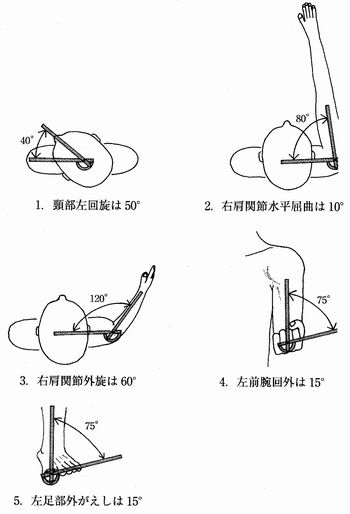 40°
80°
1. 頸部左回旋は 50°
2. 右肩関節水平屈曲は 10°
120°
75°
3. 右肩関節外旋は 60°
4. 左前腕回外は 15°
75°
5. 左足部外がえしは 15°